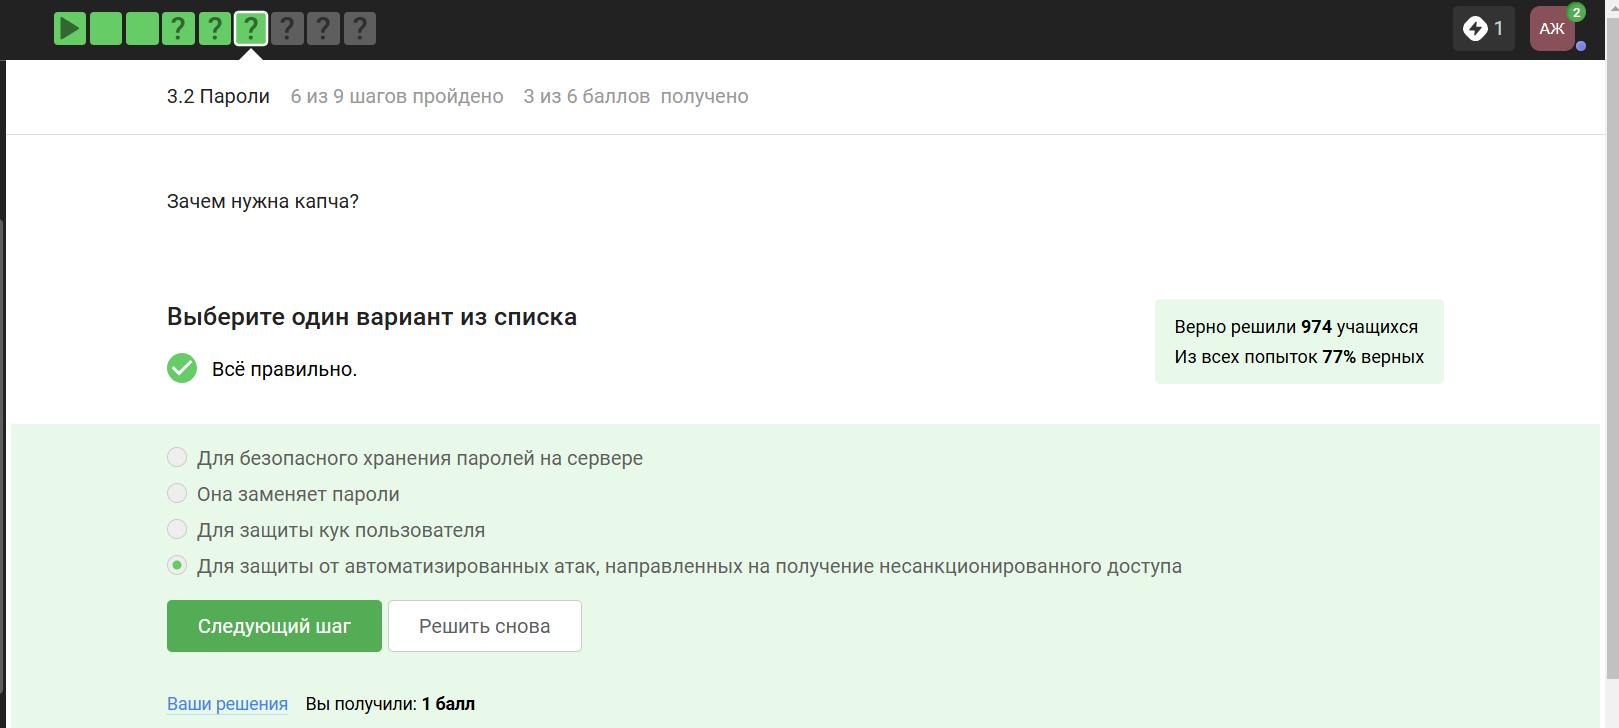 ? ? ? ? ? ?
1
АЖ
2
3.2 Пароли 6 из 9 шагов пройдено 3 из 6 баллов получено
Зачем нужна капча?
Выберите один вариант из списка
Всё правильно.
Верно решили 974 учащихся
Из всех попыток 77% верных
Для безопасного хранения паролей на сервере
Она заменяет пароли
Для защиты кук пользователя
Для защиты от автоматизированных атак, направленных на получение несанкционированного доступа
Следующий шаг
Решить снова
Ваши решения Вы получили: 1 балл